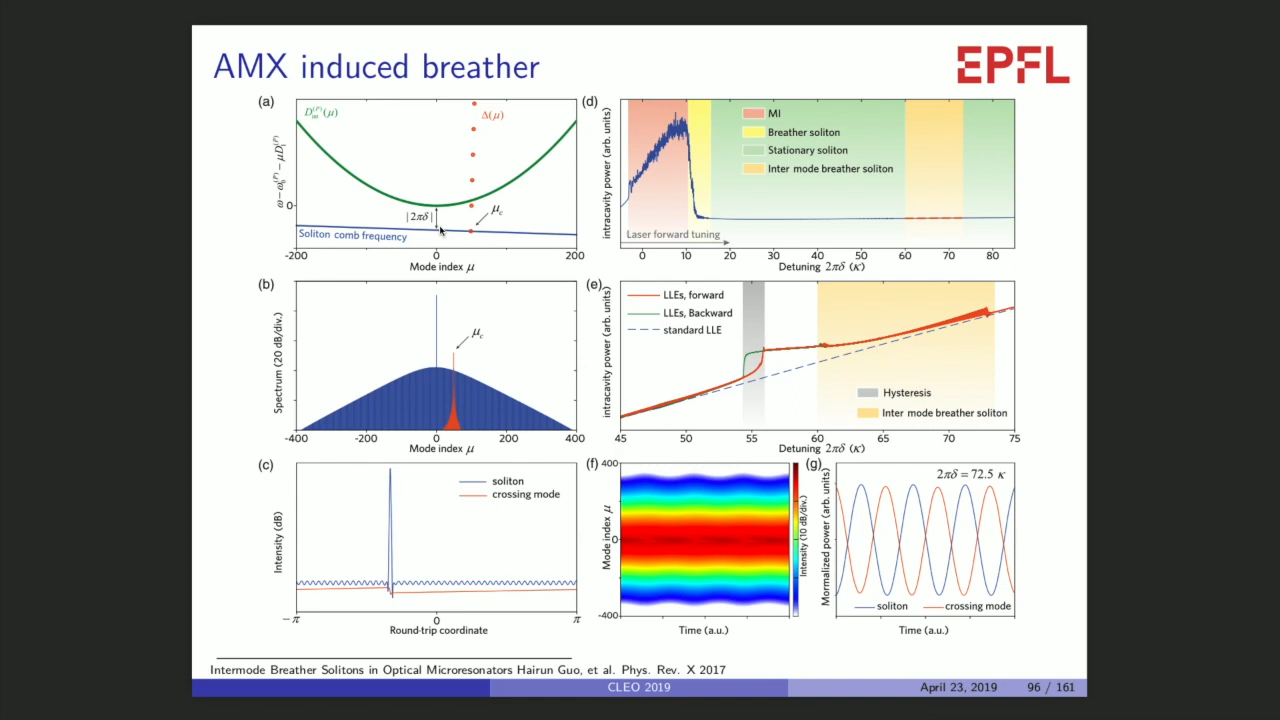 AMX induced breather
EPFL
(a)
D_int^(P)(μ)
Δ(μ)
ω − ω_0^(P) − μD_1^(P)
0
|2πδ|
μ_c
Soliton comb frequency
-200 0 200
Mode index μ
(b)
μ_c
Spectrum (20 dB/div.)
-400 -200 0 200 400
Mode index μ
(c)
soliton
crossing mode
Intensity (dB)
−π 0 π
Round-trip coordinate
(d)
MI
Breather soliton
Stationary soliton
Inter mode breather soliton
intracavity power (arb. units)
Laser forward tuning
0 10 20 30 40 50 60 70 80
Detuning 2πδ (κ)
(e)
LLEs, forward
LLEs, Backward
standard LLE
intracavity power (arb. units)
Hysteresis
Inter mode breather soliton
45 50 55 60 65 70 75
Detuning 2πδ (κ)
(f)
400
0
-400
Mode index μ
Time (a.u.)
Intensity (10 dB/div.)
(g)
2πδ = 72.5 κ
Mormalized power (arb. units)
soliton
crossing mode
Time (a.u.)
Intermode Breather Solitons in Optical Microresonators Hairun Guo, et al. Phys. Rev. X 2017
CLEO 2019
April 23, 2019 96 / 161